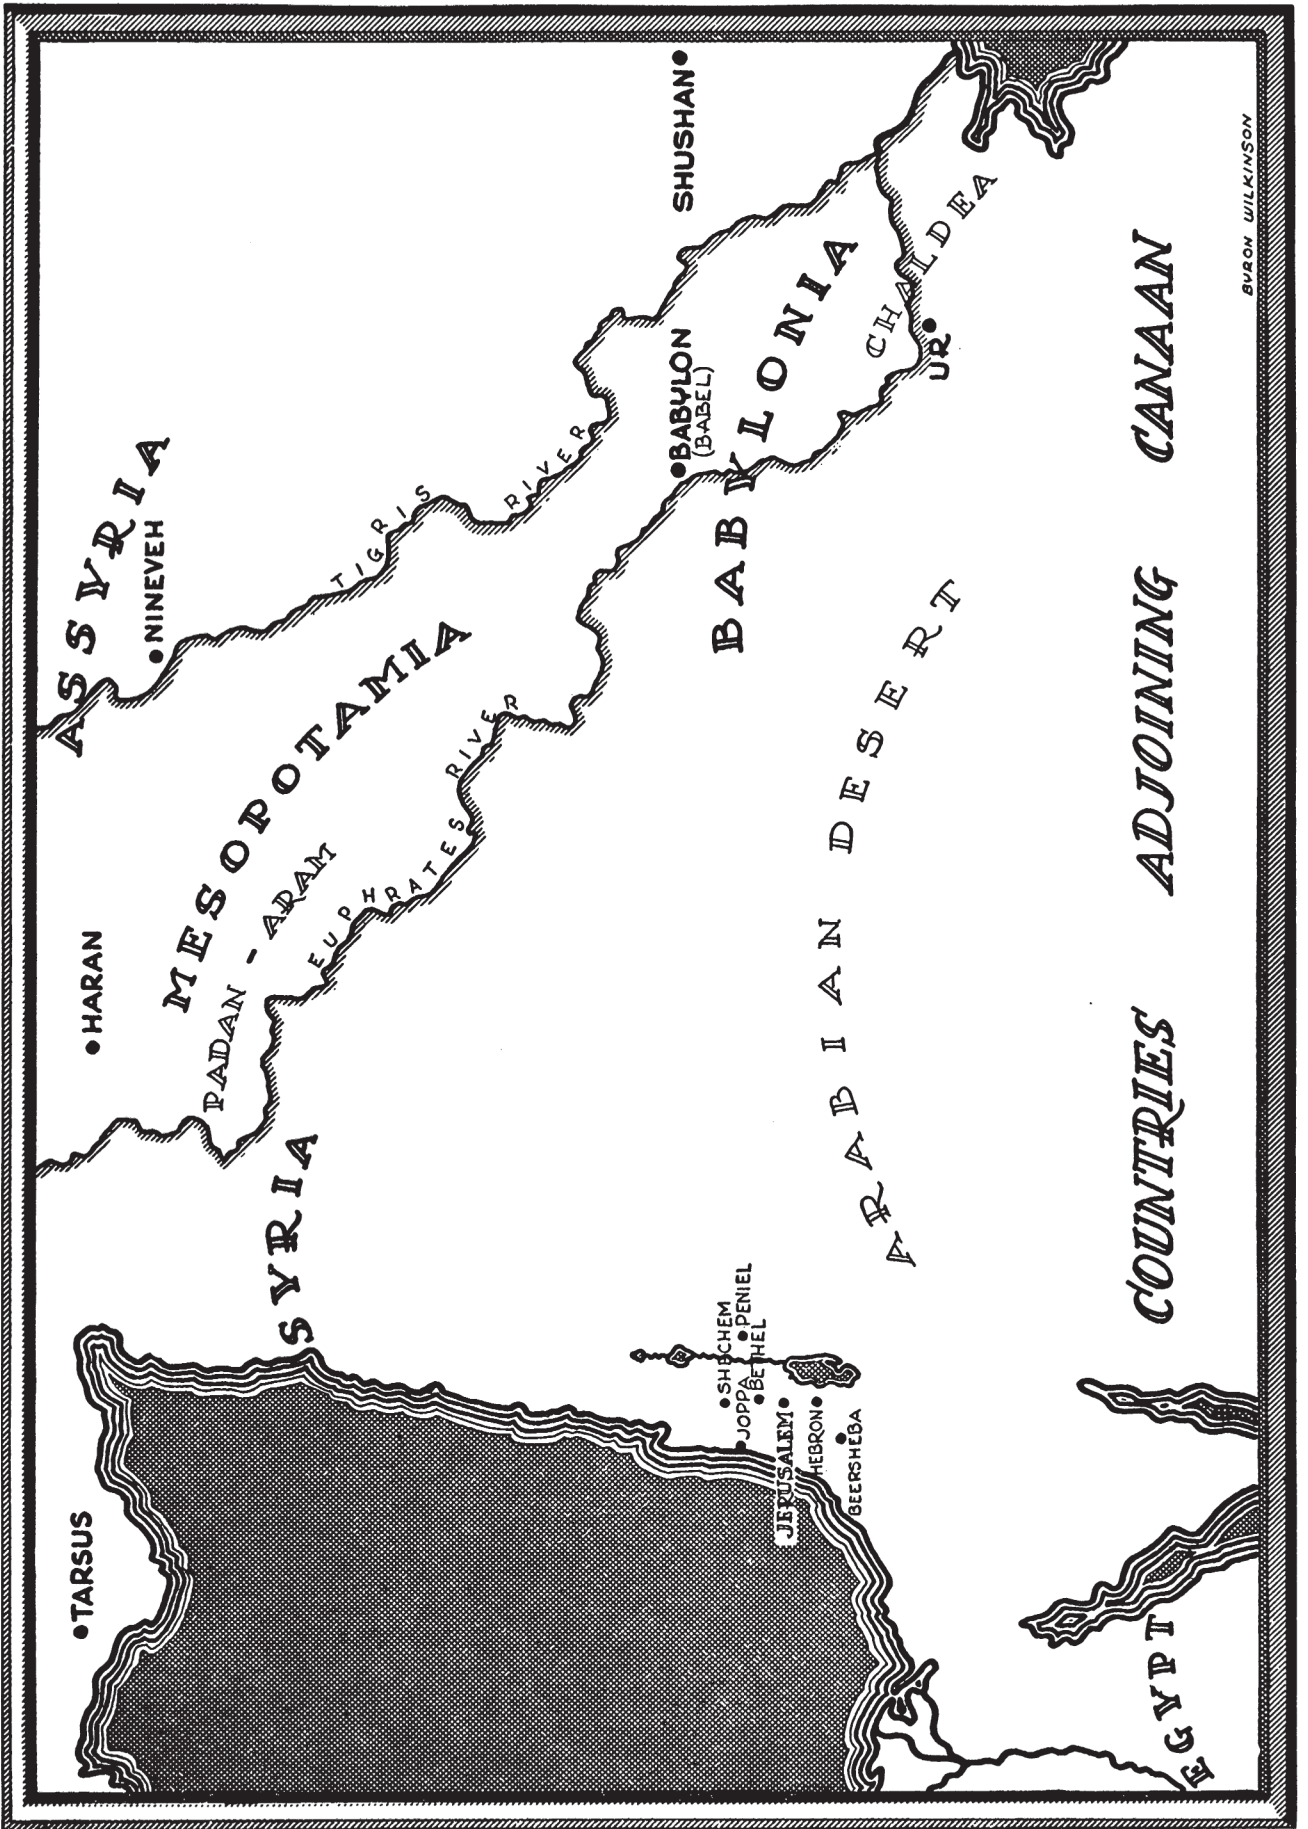 TARSUS
HARAN
ASSYRIA
NINEVEH
MESOPOTAMIA
PADAN - ARAM
TIGRIS RIVER
EUPHRATES RIVER
SYRIA
SHUSHAN
BABYLON
(BABEL)
BABYLONIA
CHALDEA
UR
SHECHEM
PENIEL
JOPPA
BETHEL
JERUSALEM
HEBRON
BEERSHEBA
ARABIAN DESERT
EGYPT
COUNTRIES ADJOINING CANAAN
BYRON WILKINSON